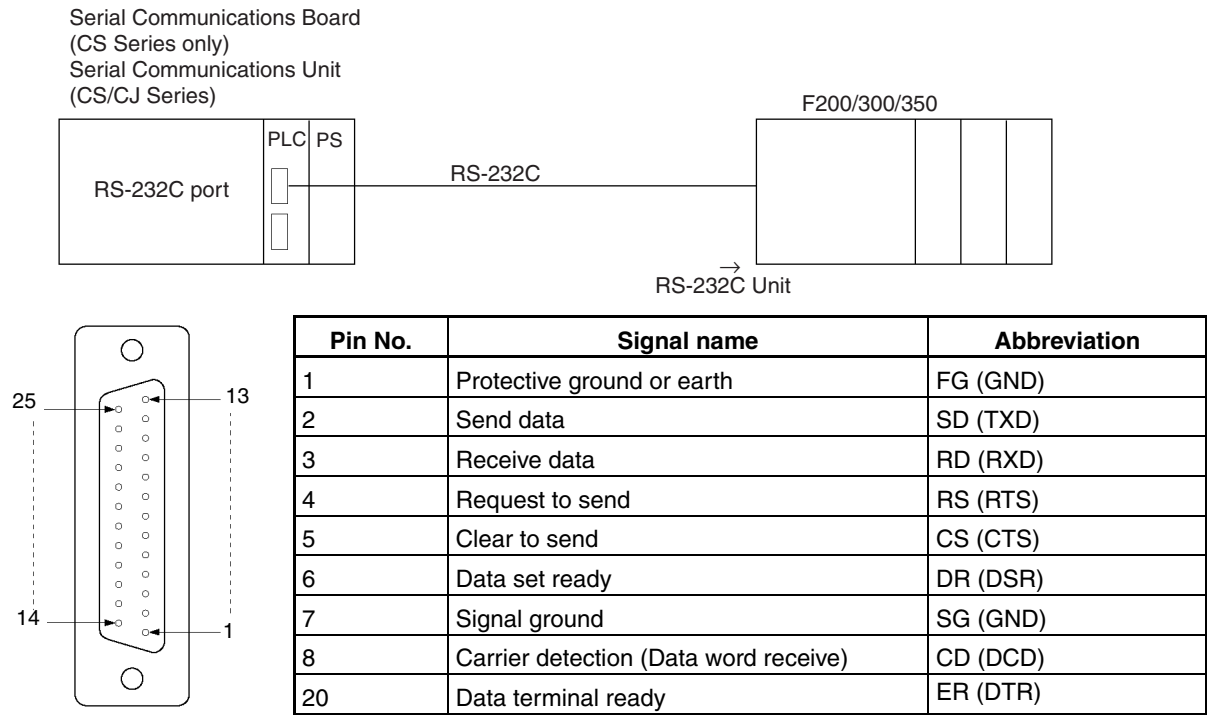 Serial Communications Board
(CS Series only)
Serial Communications Unit
(CS/CJ Series)
F200/300/350
PLC PS
RS-232C port
RS-232C
→
RS-232C Unit
Pin No. Signal name Abbreviation
1 Protective ground or earth FG (GND)
2 Send data SD (TXD)
3 Receive data RD (RXD)
4 Request to send RS (RTS)
5 Clear to send CS (CTS)
6 Data set ready DR (DSR)
7 Signal ground SG (GND)
8 Carrier detection (Data word receive) CD (DCD)
20 Data terminal ready ER (DTR)
25 13
14 1